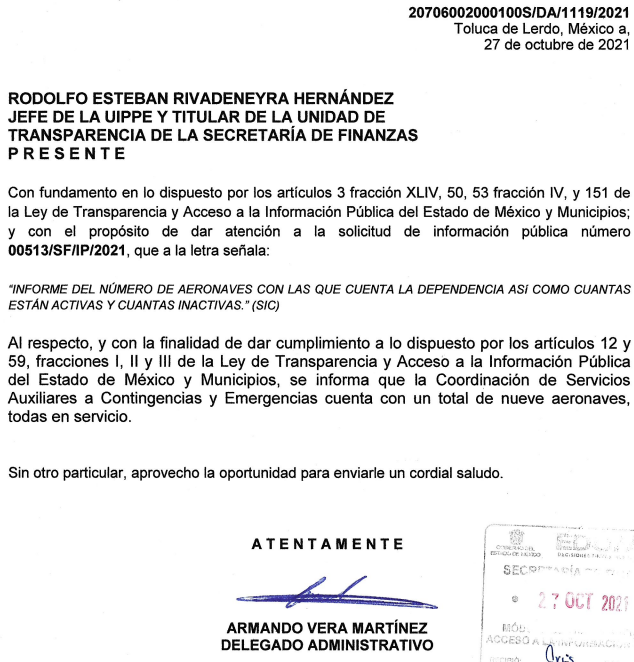 20706002000100S/DA/1119/2021
Toluca de Lerdo, México a,
27 de octubre de 2021
RODOLFO ESTEBAN RIVADENEYRA HERNÁNDEZ
JEFE DE LA UIPPE Y TITULAR DE LA UNIDAD DE
TRANSPARENCIA DE LA SECRETARÍA DE FINANZAS
P R E S E N T E
Con fundamento en lo dispuesto por los artículos 3 fracción XLIV, 50, 53 fracción IV, y 151 de
la Ley de Transparencia y Acceso a la Información Pública del Estado de México y Municipios;
y con el propósito de dar atención a la solicitud de información pública número
00513/SF/IP/2021, que a la letra señala:
"INFORME DEL NÚMERO DE AERONAVES CON LAS QUE CUENTA LA DEPENDENCIA ASÍ COMO CUANTAS
ESTÁN ACTIVAS Y CUANTAS INACTIVAS." (SIC)
Al respecto, y con la finalidad de dar cumplimiento a lo dispuesto por los artículos 12 y
59, fracciones I, II y III de la Ley de Transparencia y Acceso a la Información Pública
del Estado de México y Municipios, se informa que la Coordinación de Servicios
Auxiliares a Contingencias y Emergencias cuenta con un total de nueve aeronaves,
todas en servicio.
Sin otro particular, aprovecho la oportunidad para enviarle un cordial saludo.
A T E N T A M E N T E
ARMANDO VERA MARTÍNEZ
DELEGADO ADMINISTRATIVO
GOBIERNO DEL
ESTADO DE MÉXICO
SECRETARÍA DE
27 OCT 2021
ACCESO A LA INFORMACIÓN
RECIBIÓ: